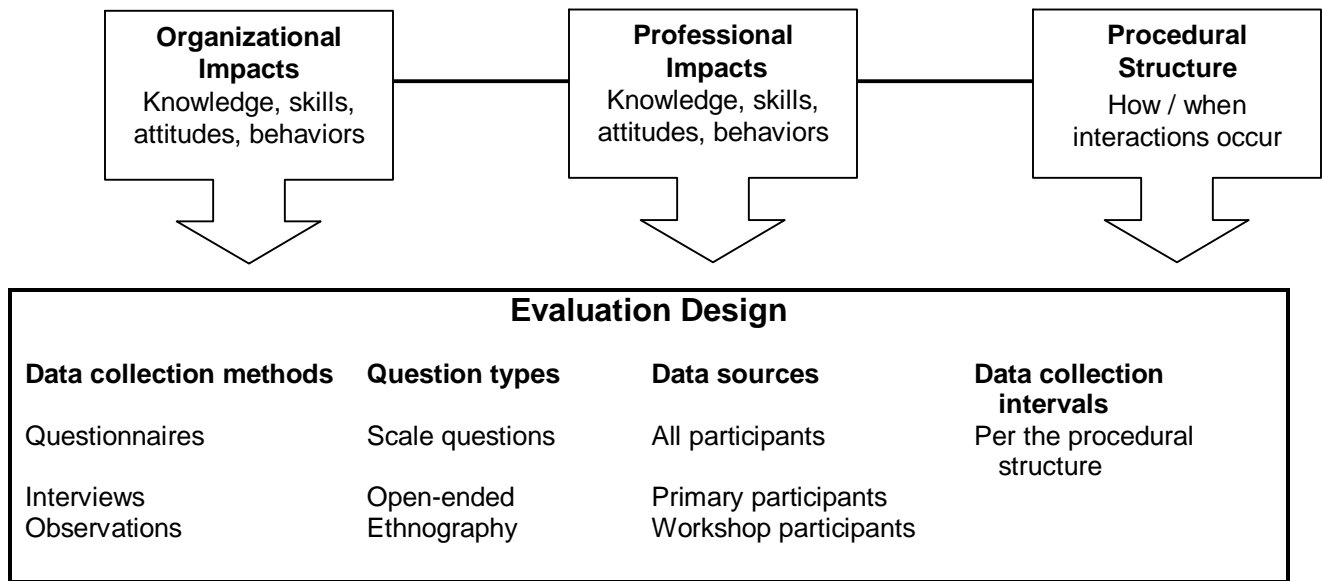 Organizational
Impacts
Knowledge, skills,
attitudes, behaviors
Professional
Impacts
Knowledge, skills,
attitudes, behaviors
Procedural
Structure
How / when
interactions occur
Evaluation Design
Data collection methods Question types Data sources Data collection
intervals
Questionnaires Scale questions All participants Per the procedural
structure
Interviews Open-ended Primary participants
Observations Ethnography Workshop participants